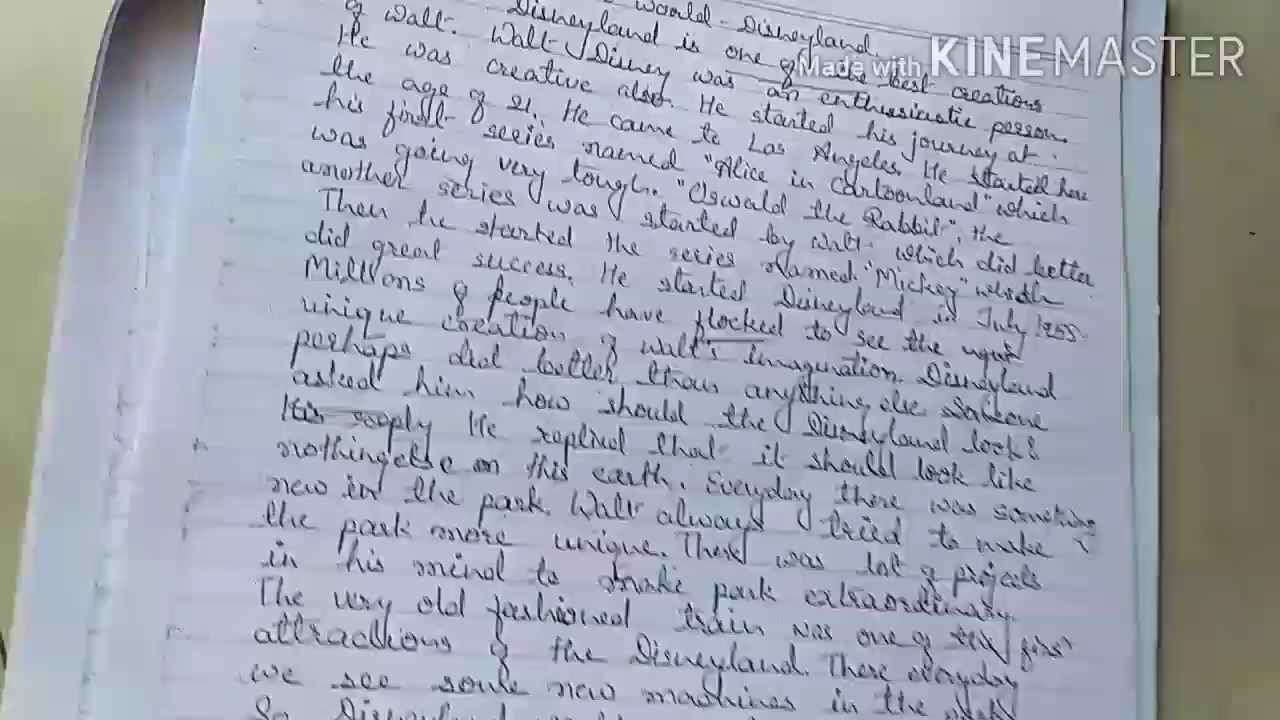 World - Disneyland
Disneyland is one of the best creations
of Walt. Walt Disney was an enthusiastic person.
He was creative also. He started his journey at
the age of 21. He came to Los Angeles. He started here
his first series named "Alice in Cartoonland" which
was going very tough. "Oswald the Rabbit", the
another series was started by Walt which did better
Then he started the series named "Mickey" which
did great success. He started Disneyland in July 1955.
Millions of people have flocked to see the
unique creation of Walt's imagination. Disneyland
perhaps did better than anything else. Someone
asked him how should the Disneyland look?
His reply He replied that it should look like
nothing else on this earth. Everyday there was something
new in the park. Walt always tried to make
the park more unique. There was lot of projects
in his mind to make park extraordinary.
The very old fashioned train was one of the first
attractions of the Disneyland. There everyday
we see some new machines in the park
So Disneyland
Made with KINEMASTER